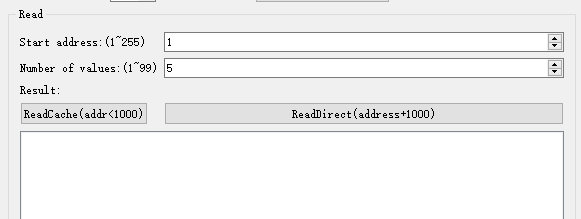 Read
Start address:(1~255) 1
Number of values:(1~99) 5
Result:
ReadCache(addr<1000) ReadDirect(address+1000)